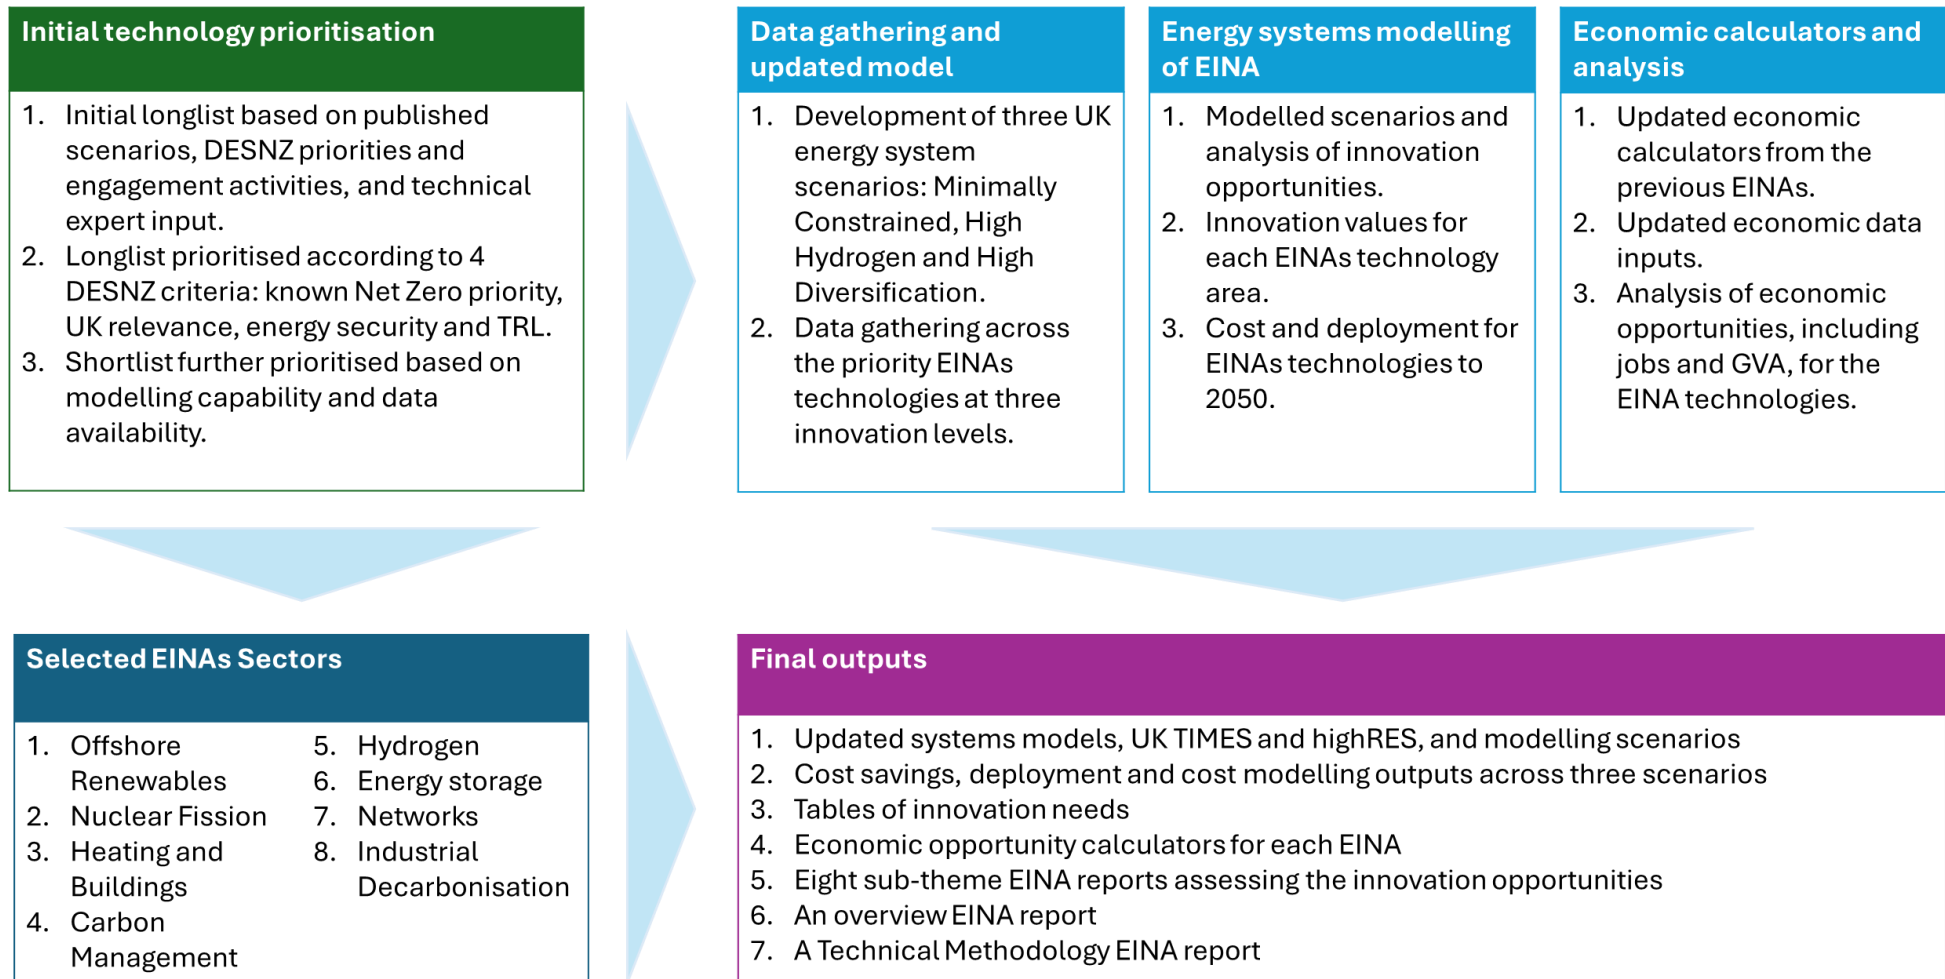 Initial technology prioritisation
1. Initial longlist based on published
scenarios, DESNZ priorities and
engagement activities, and technical
expert input.
2. Longlist prioritised according to 4
DESNZ criteria: known Net Zero priority,
UK relevance, energy security and TRL.
3. Shortlist further prioritised based on
modelling capability and data
availability.
Data gathering and
updated model
1. Development of three UK
energy system
scenarios: Minimally
Constrained, High
Hydrogen and High
Diversification.
2. Data gathering across
the priority EINAs
technologies at three
innovation levels.
Energy systems modelling
of EINA
1. Modelled scenarios and
analysis of innovation
opportunities.
2. Innovation values for
each EINAs technology
area.
3. Cost and deployment for
EINAs technologies to
2050.
Economic calculators and
analysis
1. Updated economic
calculators from the
previous EINAs.
2. Updated economic data
inputs.
3. Analysis of economic
opportunities, including
jobs and GVA, for the
EINA technologies.
Selected EINAs Sectors
1. Offshore
Renewables
2. Nuclear Fission
3. Heating and
Buildings
4. Carbon
Management
5. Hydrogen
6. Energy storage
7. Networks
8. Industrial
Decarbonisation
Final outputs
1. Updated systems models, UK TIMES and highRES, and modelling scenarios
2. Cost savings, deployment and cost modelling outputs across three scenarios
3. Tables of innovation needs
4. Economic opportunity calculators for each EINA
5. Eight sub-theme EINA reports assessing the innovation opportunities
6. An overview EINA report
7. A Technical Methodology EINA report